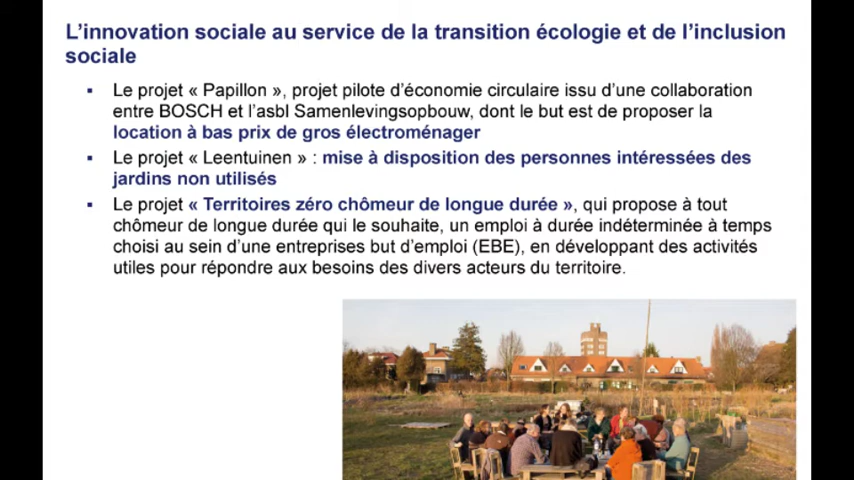 L’innovation sociale au service de la transition écologie et de l’inclusion
sociale
▪ Le projet « Papillon », projet pilote d’économie circulaire issu d’une collaboration
entre BOSCH et l’asbl Samenlevingsopbouw, dont le but est de proposer la
location à bas prix de gros électroménager
▪ Le projet « Leentuinen » : mise à disposition des personnes intéressées des
jardins non utilisés
▪ Le projet « Territoires zéro chômeur de longue durée », qui propose à tout
chômeur de longue durée qui le souhaite, un emploi à durée indéterminée à temps
choisi au sein d’une entreprises but d’emploi (EBE), en développant des activités
utiles pour répondre aux besoins des divers acteurs du territoire.